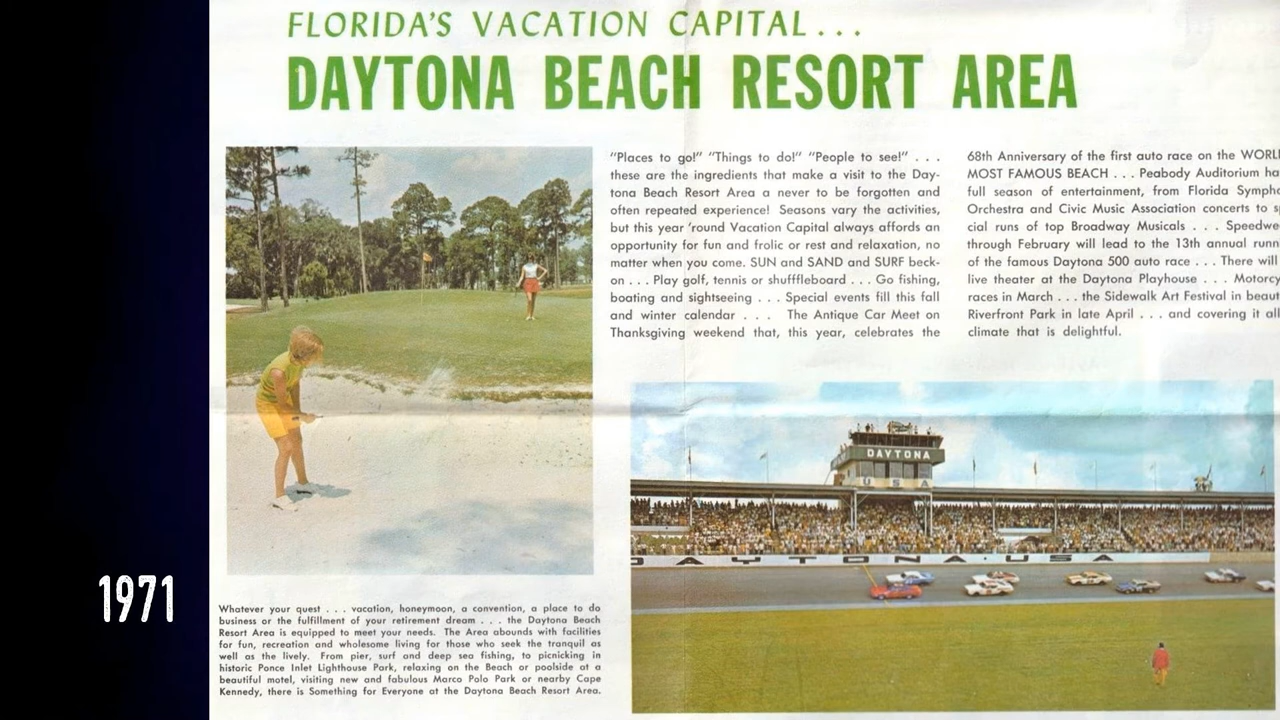 FLORIDA'S VACATION CAPITAL...
DAYTONA BEACH RESORT AREA
"Places to go!" "Things to do!" "People to see!" . . .
these are the ingredients that make a visit to the Day-
tona Beach Resort Area a never to be forgotten and
often repeated experience! Seasons vary the activities,
but this year 'round Vacation Capital always affords an
opportunity for fun and frolic or rest and relaxation, no
matter when you come. SUN and SAND and SURF beck-
on . . . Play golf, tennis or shufffleboard . . . Go fishing,
boating and sightseeing . . . Special events fill this fall
and winter calendar . . . The Antique Car Meet on
Thanksgiving weekend that, this year, celebrates the
68th Anniversary of the first auto race on the
MOST FAMOUS BEACH . . . Peabody Auditorium
full season of entertainment, from Florida
Orchestra and Civic Music Association concerts to
cial runs of top Broadway Musicals . . .
through February will lead to the 13th annual
of the famous Daytona 500 auto race . . . There will
live theater at the Daytona Playhouse . . .
races in March . . . the Sidewalk Art Festival in
Riverfront Park in late April . . . and covering it all
climate that is delightful.
DAYTONA
USA
DAYTONA · USA
1971
Whatever your quest . . . vacation, honeymoon, a convention, a place to do
business or the fulfillment of your retirement dream . . . the Daytona Beach
Resort Area is equipped to meet your needs. The Area abounds with facilities
for fun, recreation and wholesome living for those who seek the tranquil as
well as the lively. From pier, surf and deep sea fishing, to picnicking in
historic Ponce Inlet Lighthouse Park, relaxing on the Beach or poolside at a
beautiful motel, visiting new and fabulous Marco Polo Park or nearby Cape
Kennedy, there is Something for Everyone at the Daytona Beach Resort Area.